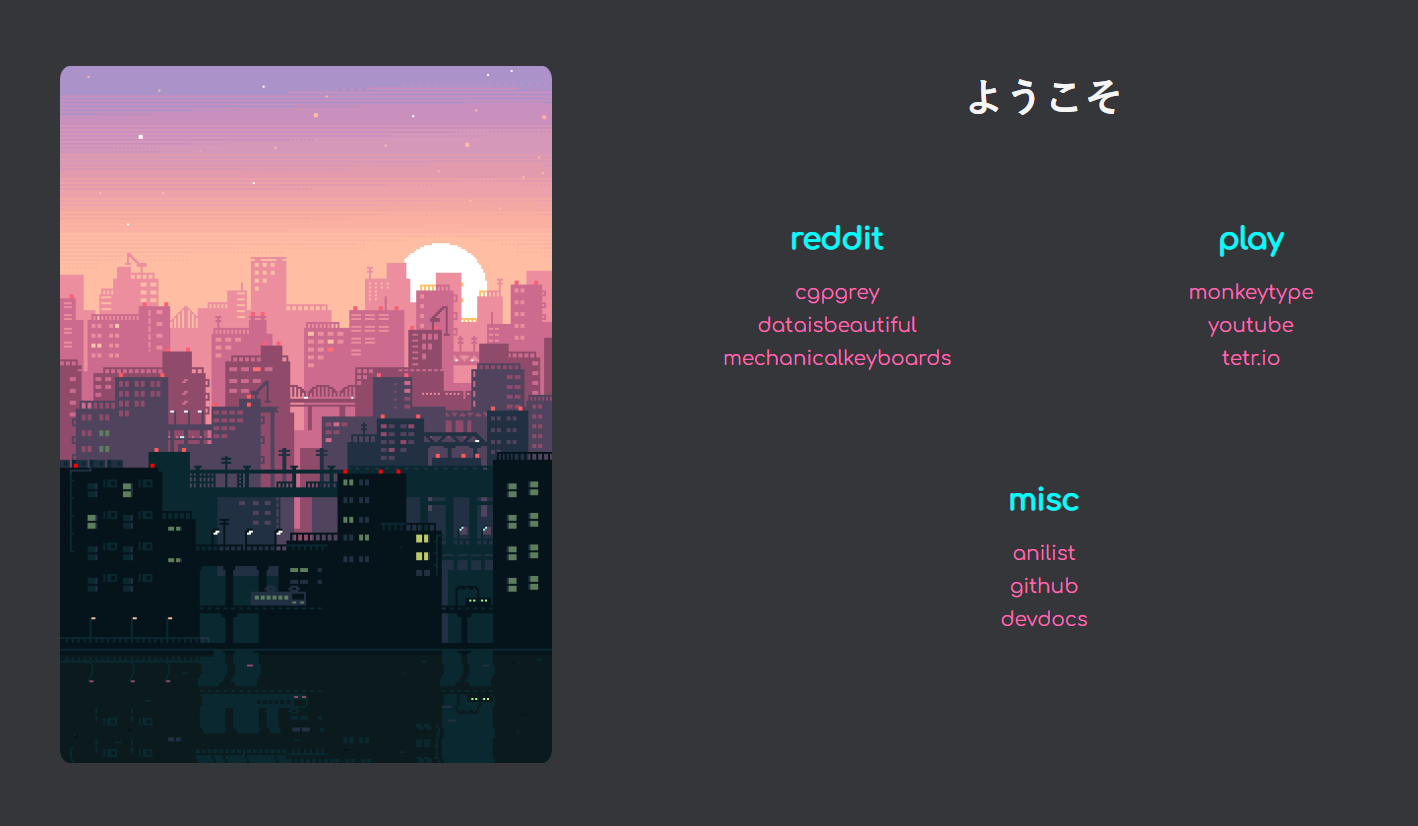 ようこそ
reddit
cgpgrey
dataisbeautiful
mechanicalkeyboards
play
monkeytype
youtube
tetr.io
misc
anilist
github
devdocs